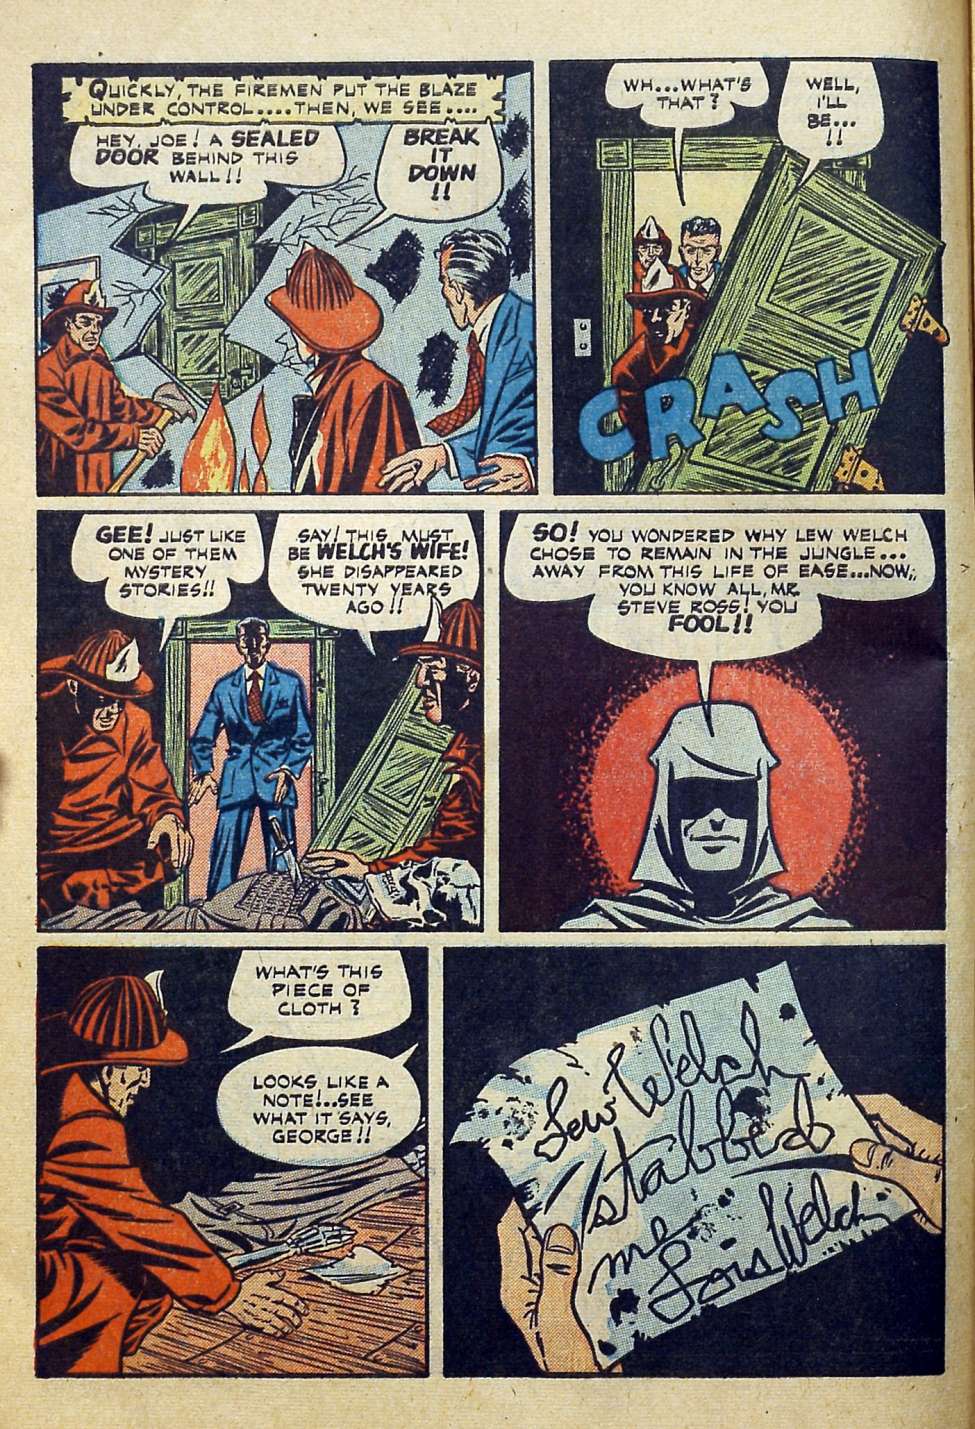 QUICKLY, THE FIREMEN PUT THE BLAZE
UNDER CONTROL....THEN, WE SEE....
HEY, JOE! A SEALED
DOOR BEHIND THIS
WALL!!
BREAK
IT
DOWN
!!
WH...WHAT'S
THAT?
WELL,
I'LL
BE...
!!
CRASH
GEE! JUST LIKE
ONE OF THEM
MYSTERY
STORIES!!
SAY! THIS MUST
BE WELCH'S WIFE!
SHE DISAPPEARED
TWENTY YEARS
AGO!!
SO! YOU WONDERED WHY LEW WELCH
CHOSE TO REMAIN IN THE JUNGLE...
AWAY FROM THIS LIFE OF EASE...NOW,
YOU KNOW ALL, MR.
STEVE ROSS! YOU
FOOL!!
WHAT'S THIS
PIECE OF
CLOTH?
LOOKS LIKE A
NOTE!..SEE
WHAT IT SAYS,
GEORGE!!
Lew Welch
stabbed
me
Lois Welch